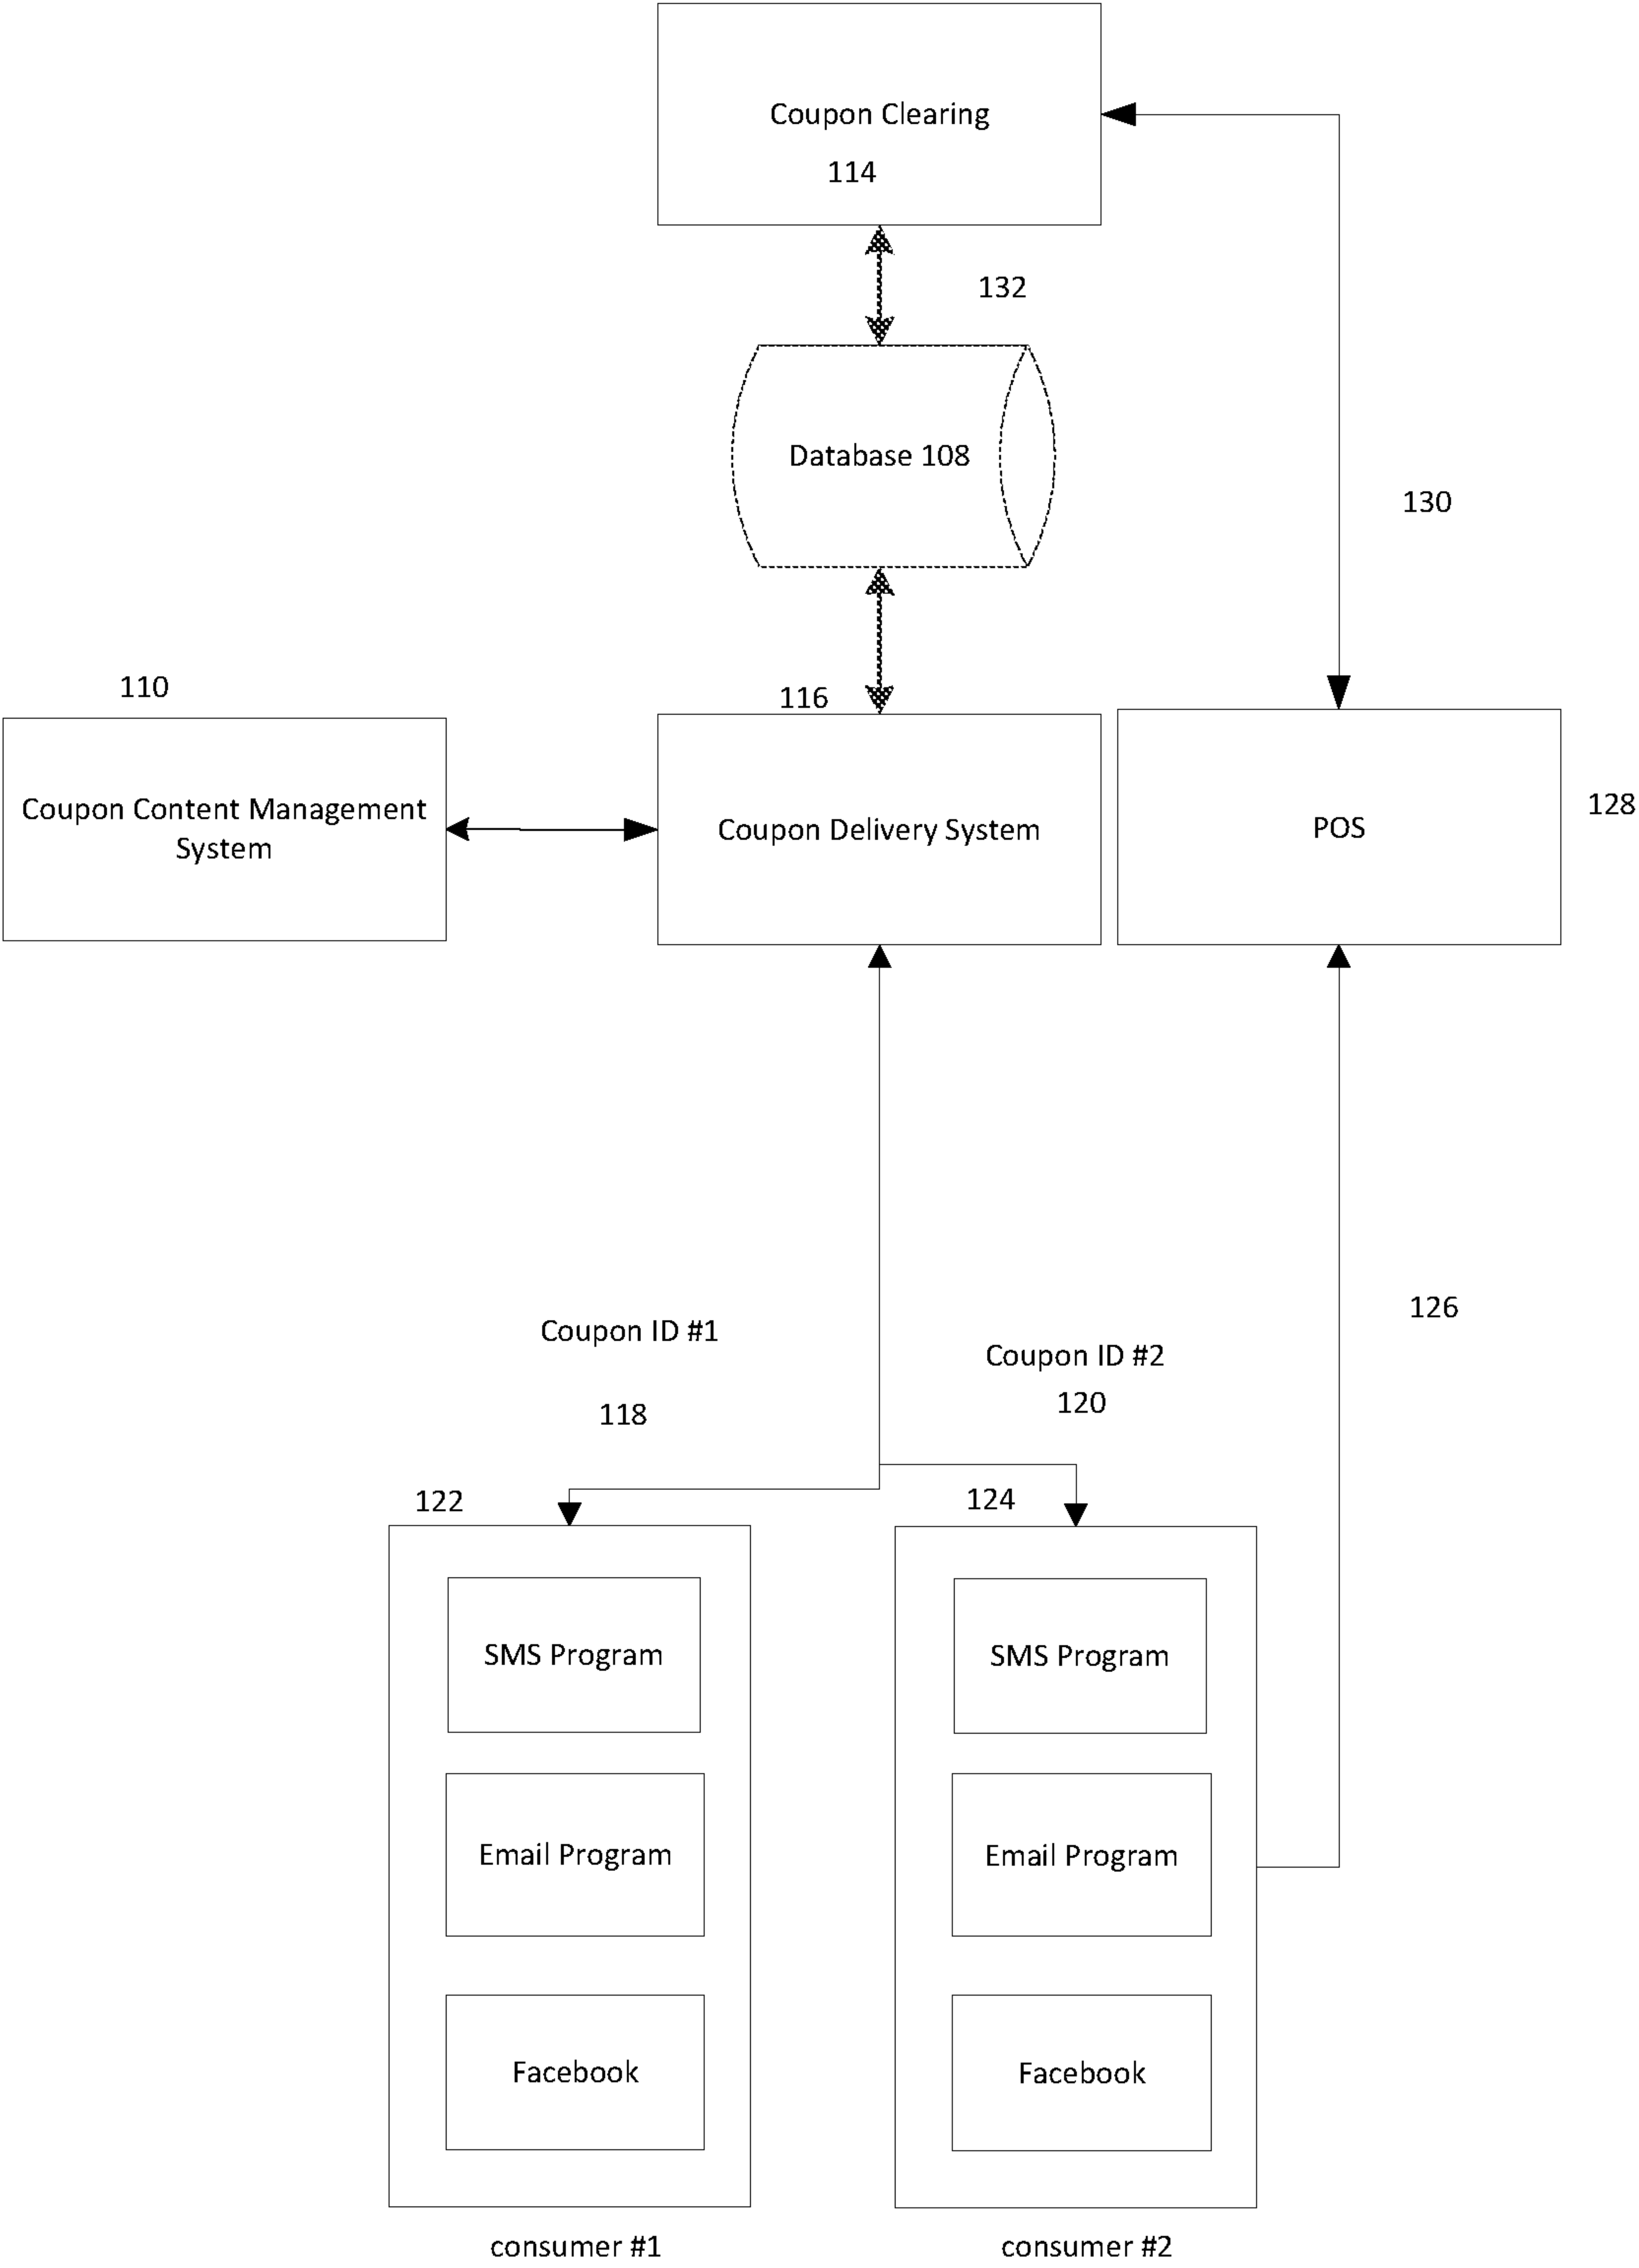 Coupon Clearing
114
132
Database 108
130
110
116
Coupon Content Management
System
Coupon Delivery System
POS
128
126
Coupon ID #1
118
Coupon ID #2
120
122
124
SMS Program
SMS Program
Email Program
Email Program
Facebook
Facebook
consumer #1
consumer #2